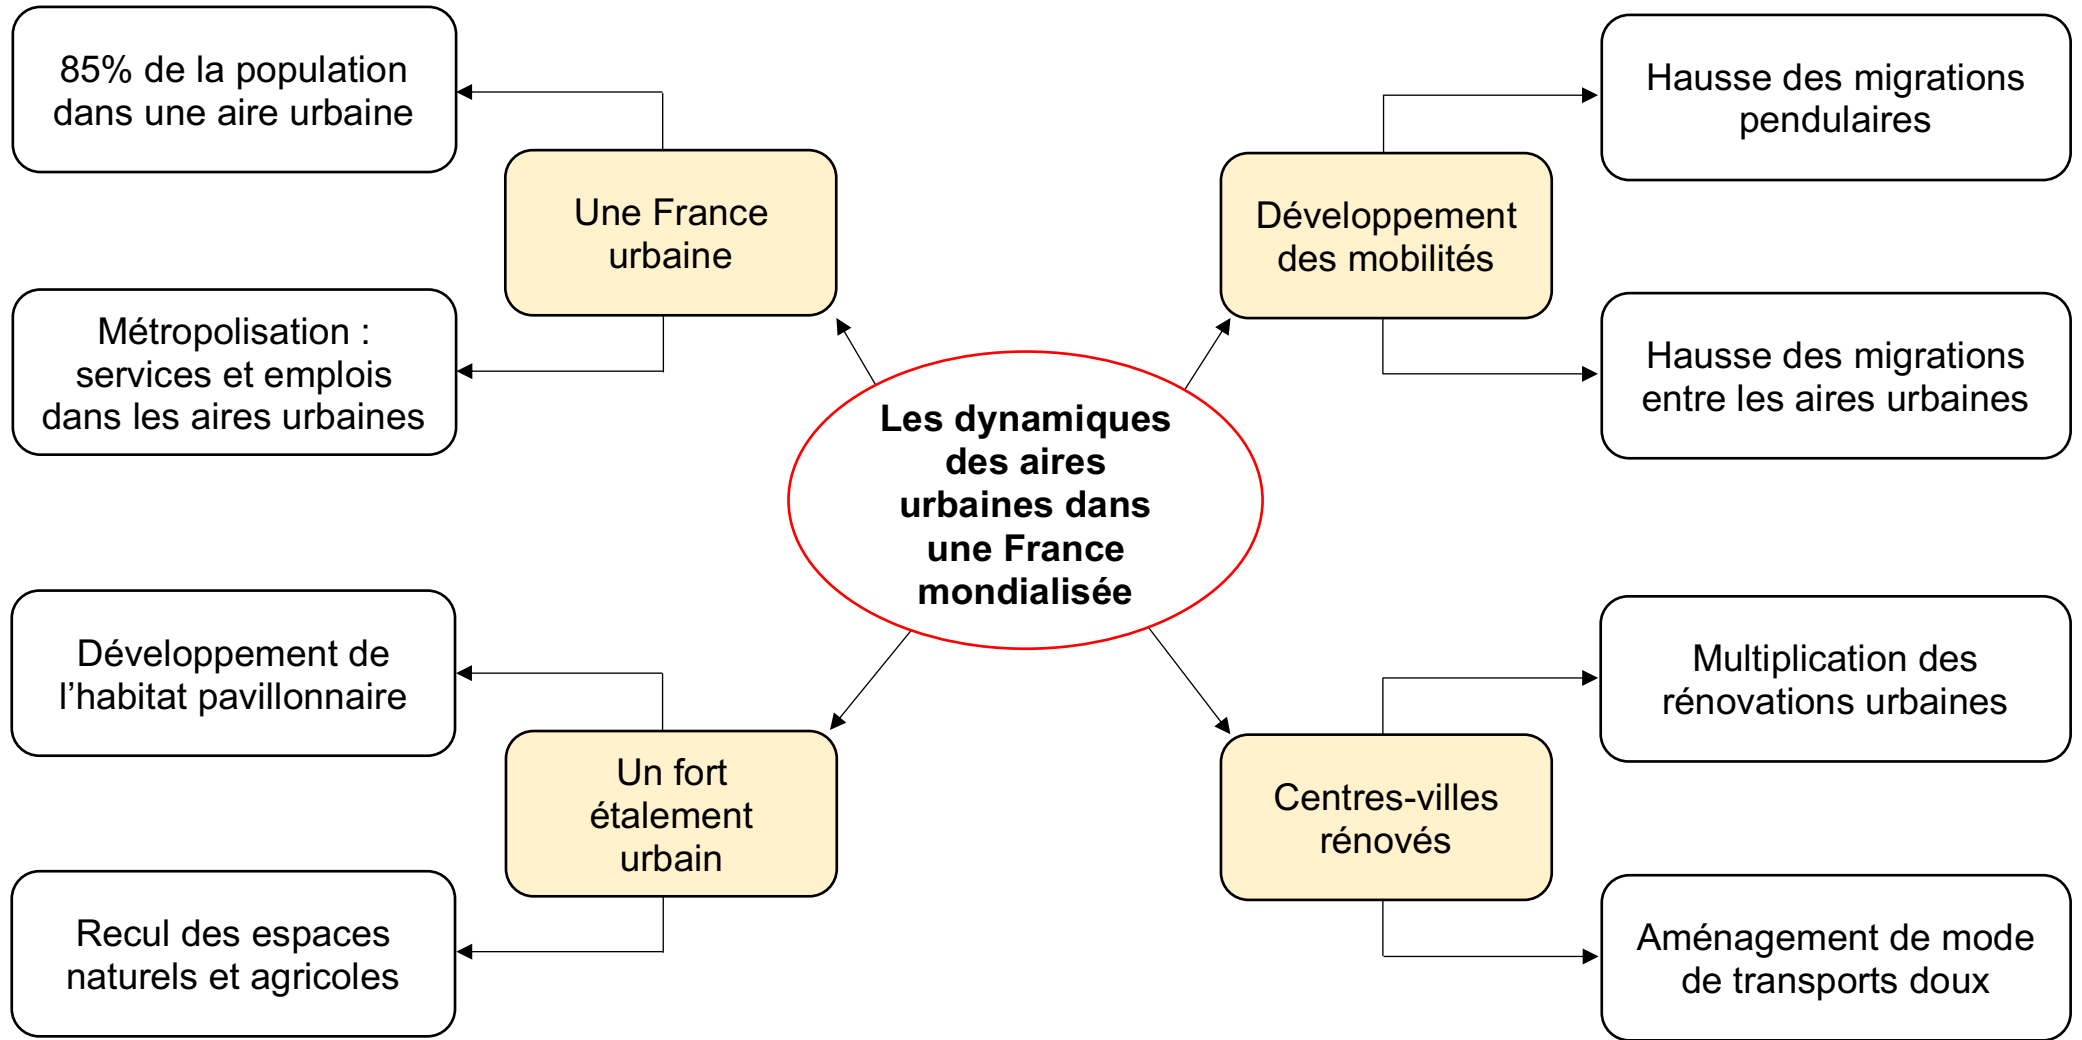 85% de la population
dans une aire urbaine
Une France
urbaine
Métropolisation :
services et emplois
dans les aires urbaines
Hausse des migrations
pendulaires
Développement
des mobilités
Hausse des migrations
entre les aires urbaines
Les dynamiques
des aires
urbaines dans
une France
mondialisée
Développement de
l’habitat pavillonnaire
Un fort
étalement
urbain
Recul des espaces
naturels et agricoles
Multiplication des
rénovations urbaines
Centres-villes
rénovés
Aménagement de mode
de transports doux